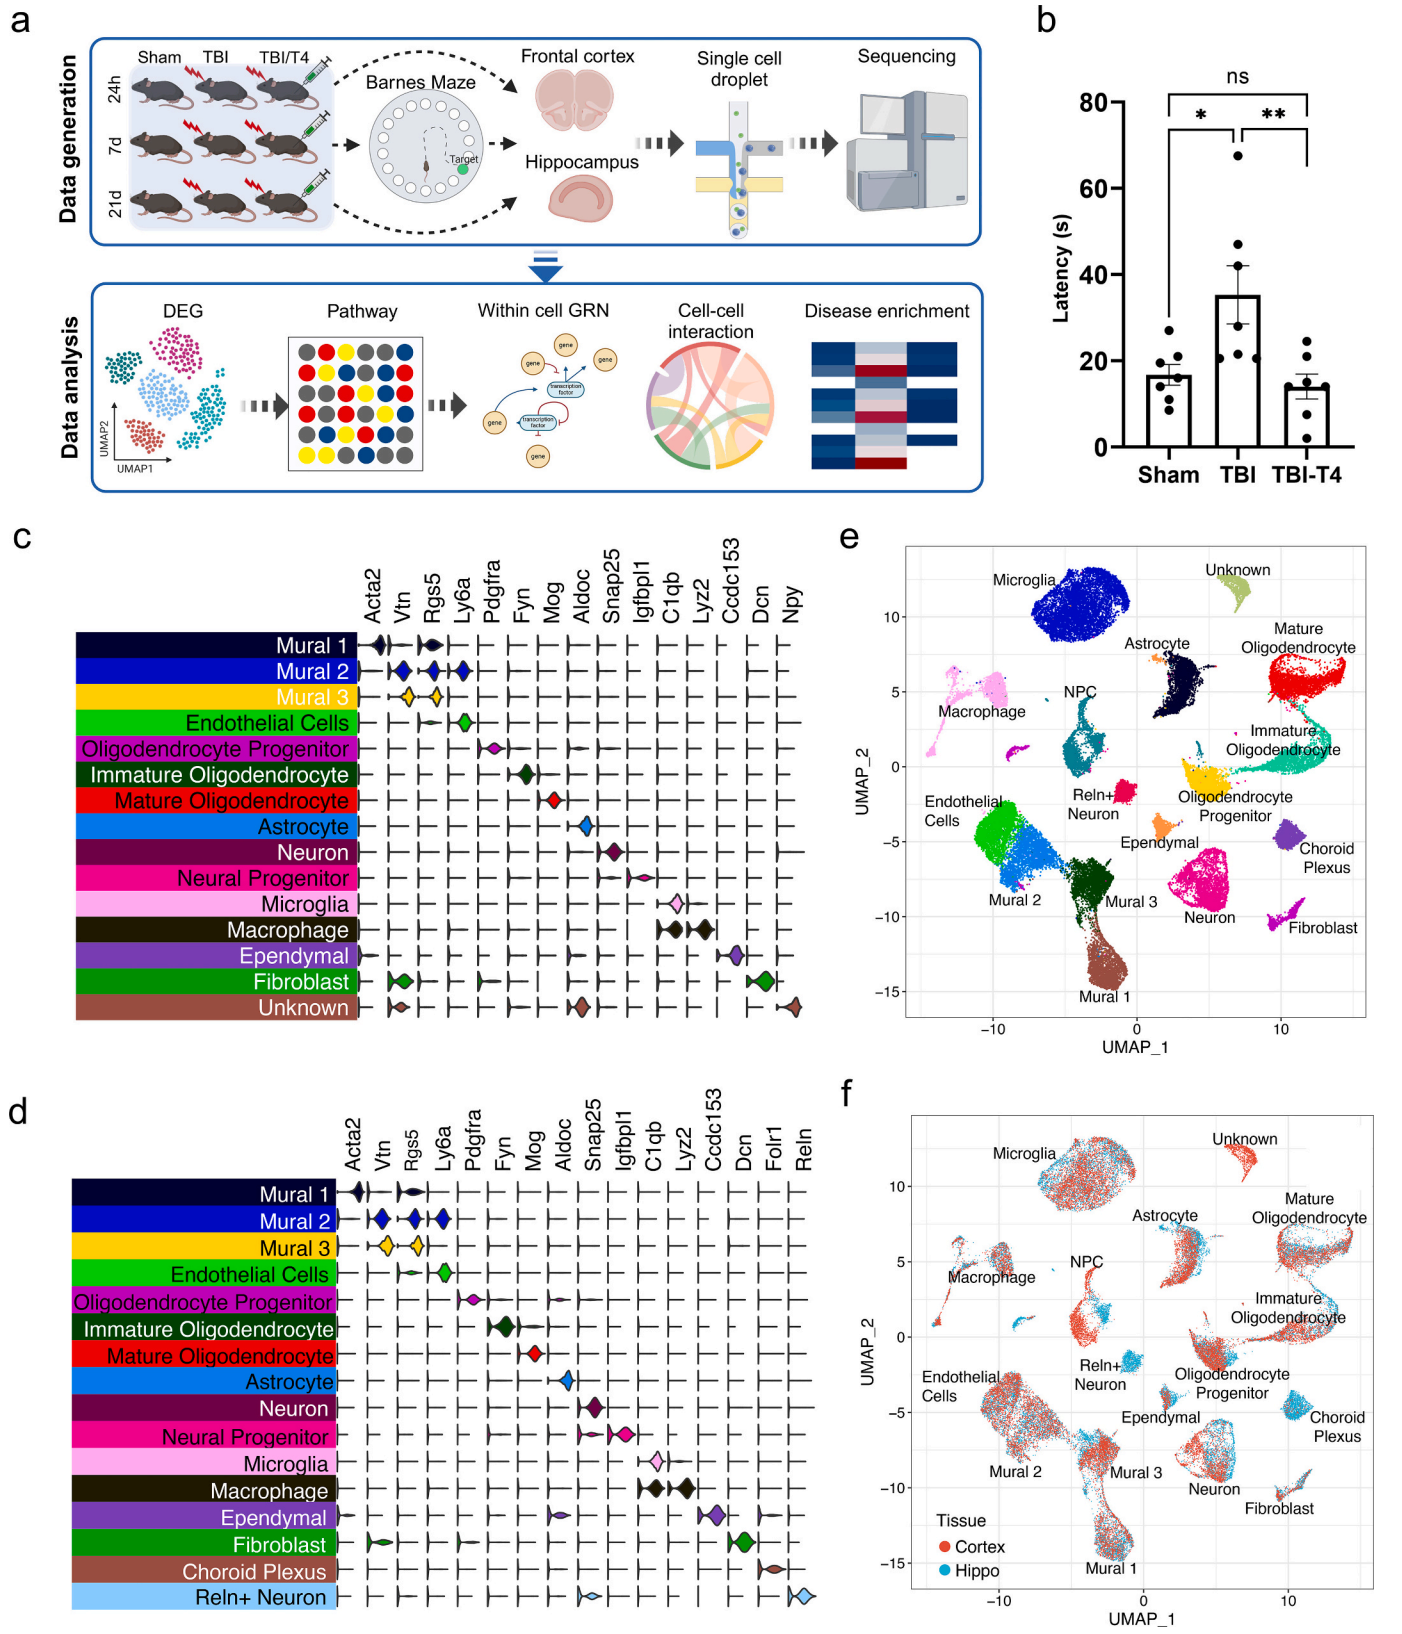 a
Data generation
Sham TBI TBI/T4
24h
7d
21d
Barnes Maze
Target
Frontal cortex
Hippocampus
Single cell
droplet
Sequencing
Data analysis
DEG
UMAP2
UMAP1
Pathway
Within cell GRN
gene
gene
gene
transcription
factor
gene
transcription
factor
gene
Cell-cell
interaction
Disease enrichment
b
Latency (s)
80
60
40
20
0
ns
*
**
Sham TBI TBI-T4
c
Acta2 Vtn Rgs5 Ly6a Pdgfra Fyn Mog Aldoc Snap25 Igfbpl1 C1qb Lyz2 Ccdc153 Dcn Npy
Mural 1
Mural 2
Mural 3
Endothelial Cells
Oligodendrocyte Progenitor
Immature Oligodendrocyte
Mature Oligodendrocyte
Astrocyte
Neuron
Neural Progenitor
Microglia
Macrophage
Ependymal
Fibroblast
Unknown
d
Acta2 Vtn Rgs5 Ly6a Pdgfra Fyn Mog Aldoc Snap25 Igfbpl1 C1qb Lyz2 Ccdc153 Dcn Folr1 Reln
Mural 1
Mural 2
Mural 3
Endothelial Cells
Oligodendrocyte Progenitor
Immature Oligodendrocyte
Mature Oligodendrocyte
Astrocyte
Neuron
Neural Progenitor
Microglia
Macrophage
Ependymal
Fibroblast
Choroid Plexus
Reln+ Neuron
e
UMAP_2
10
5
0
−5
−10
−15
Microglia
Unknown
Astrocyte
Mature
Oligodendrocyte
Macrophage
NPC
Immature
Oligodendrocyte
Reln+
Neuron
Oligodendrocyte
Progenitor
Endothelial
Cells
Ependymal
Choroid
Plexus
Mural 2
Mural 3
Neuron
Fibroblast
Mural 1
−10 0 10
UMAP_1
f
UMAP_2
10
5
0
−5
−10
−15
Microglia
Unknown
Astrocyte
Mature
Oligodendrocyte
Macrophage
NPC
Immature
Oligodendrocyte
Reln+
Neuron
Oligodendrocyte
Progenitor
Endothelial
Cells
Ependymal
Choroid
Plexus
Mural 2
Mural 3
Neuron
Fibroblast
Mural 1
Tissue
Cortex
Hippo
−10 0 10
UMAP_1